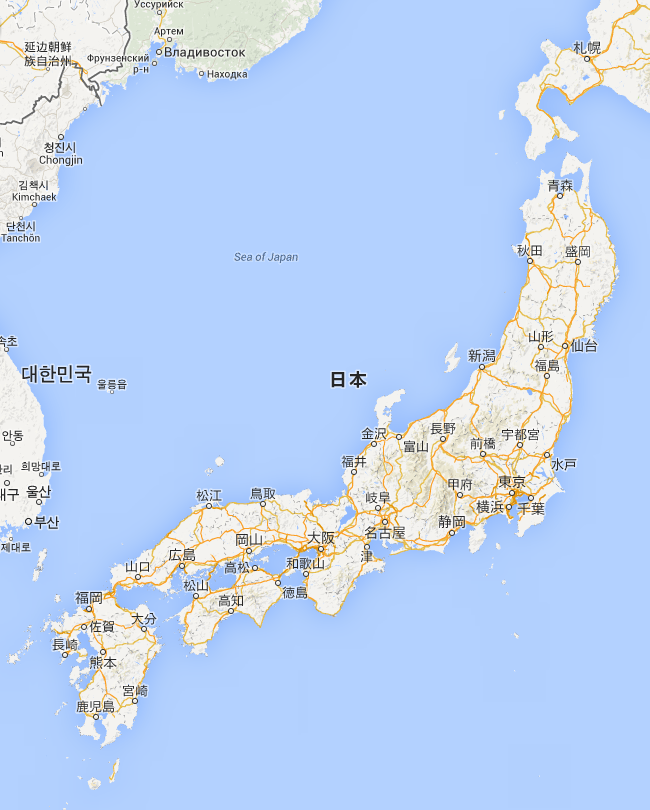 Уссурийск
Артем
延边朝鲜
族自治州
Фрунзенский
р-н
Владивосток
Находка
札幌
청진시
Chongjin
김책시
Kimchaek
青森
단천시
Tanchŏn
秋田
盛岡
Sea of Japan
속초
山形
仙台
新潟
福島
대한민국
울릉읍
日本
金沢
長野
안동
富山
前橋
宇都宮
福井
水戸
희망대로
대구
울산
甲府
東京
松江
鳥取
岐阜
横浜
千葉
부산
静岡
名古屋
제대로
岡山
大阪
津
広島
山口
高松
和歌山
松山
徳島
福岡
高知
佐賀
大分
長崎
熊本
宮崎
鹿児島